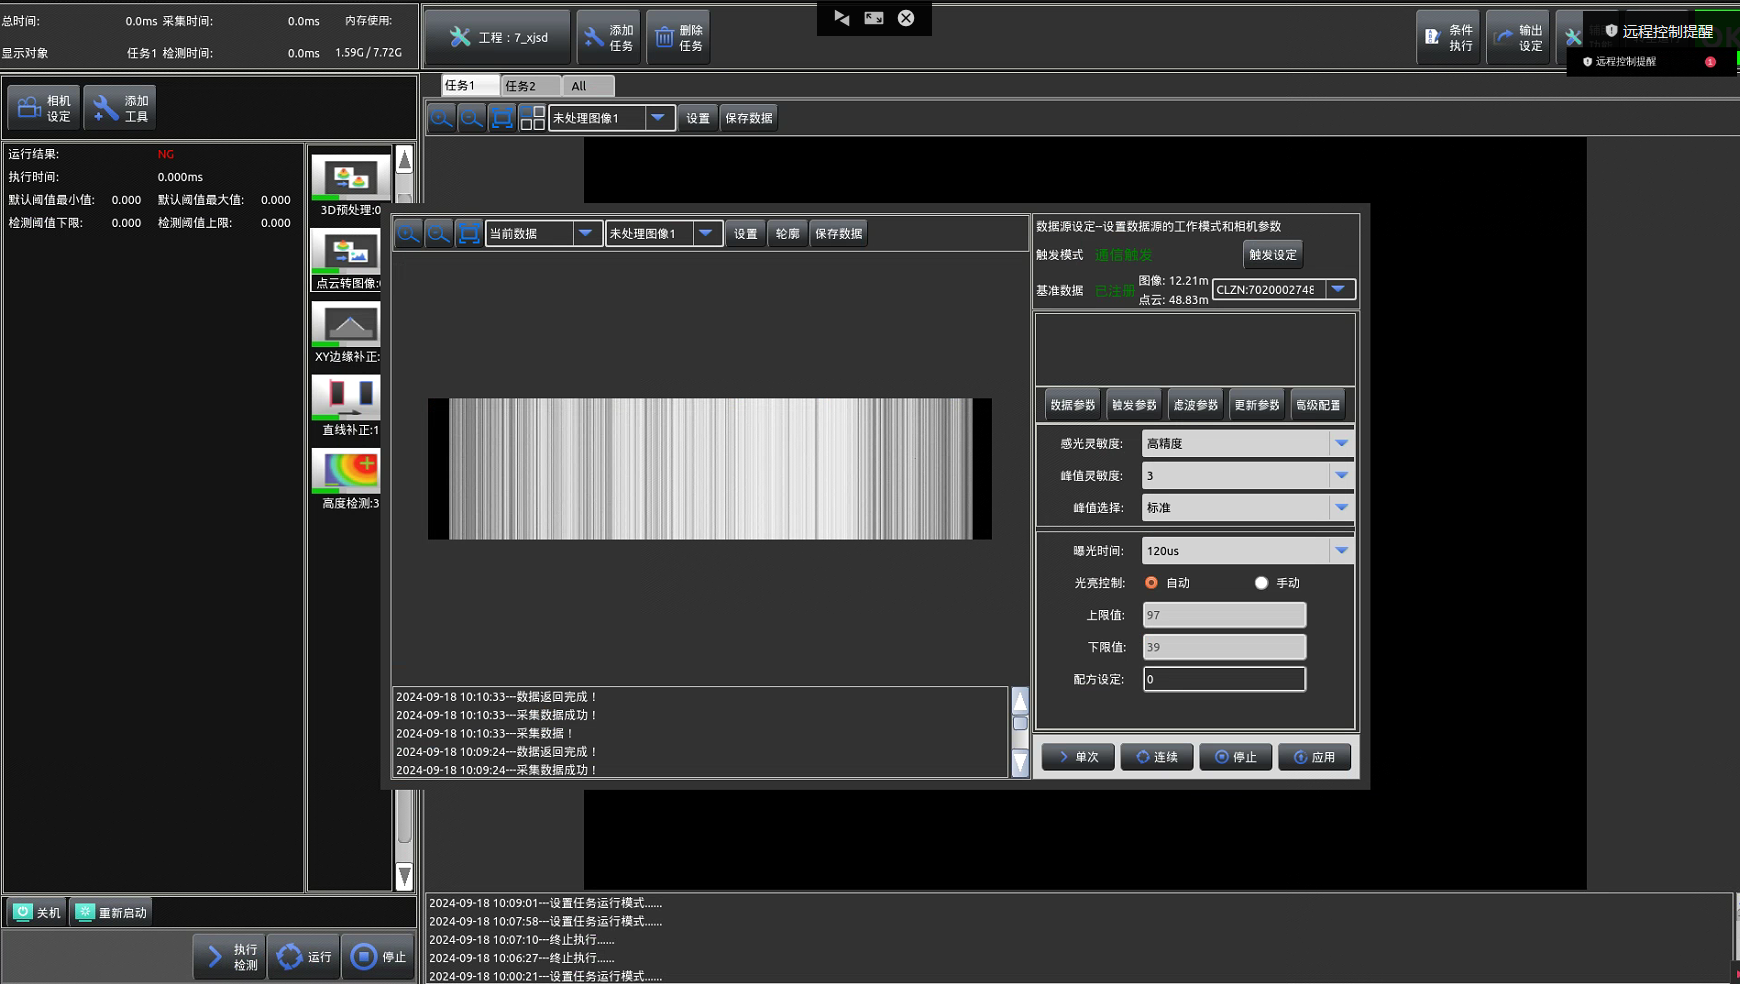 总时间:
0.0ms 采集时间:
0.0ms
内存使用:
显示对象
任务1 检测时间:
0.0ms
1.59G / 7.72G
工程：7_xjsd
添加
任务
删除
任务
条件
执行
输出
设定
远程控制提醒
远程控制提醒
1
相机
设定
添加
工具
任务1
任务2
All
未处理图像1
设置
保存数据
运行结果:
NG
执行时间:
0.000ms
默认阈值最小值:
0.000
默认阈值最大值:
0.000
检测阈值下限:
0.000
检测阈值上限:
0.000
3D预处理:0
点云转图像:
XY边缘补正:
直线补正:1
高度检测:3
当前数据
未处理图像1
设置
轮廓
保存数据
数据源设定--设置数据源的工作模式和相机参数
触发模式
通信触发
触发设定
基准数据
已注册
图像: 12.21m
点云: 48.83m
CLZN:7020002748
数据参数
触发参数
滤波参数
更新参数
高级配置
感光灵敏度:
高精度
峰值灵敏度:
3
峰值选择:
标准
曝光时间:
120us
光亮控制:
自动
手动
上限值:
97
下限值:
39
配方设定:
0
单次
连续
停止
应用
2024-09-18 10:10:33---数据返回完成！
2024-09-18 10:10:33---采集数据成功！
2024-09-18 10:10:33---采集数据！
2024-09-18 10:09:24---数据返回完成！
2024-09-18 10:09:24---采集数据成功！
关机
重新启动
执行
检测
运行
停止
2024-09-18 10:09:01---设置任务运行模式......
2024-09-18 10:07:58---设置任务运行模式......
2024-09-18 10:07:10---终止执行......
2024-09-18 10:06:27---终止执行......
2024-09-18 10:00:21---设置任务运行模式......